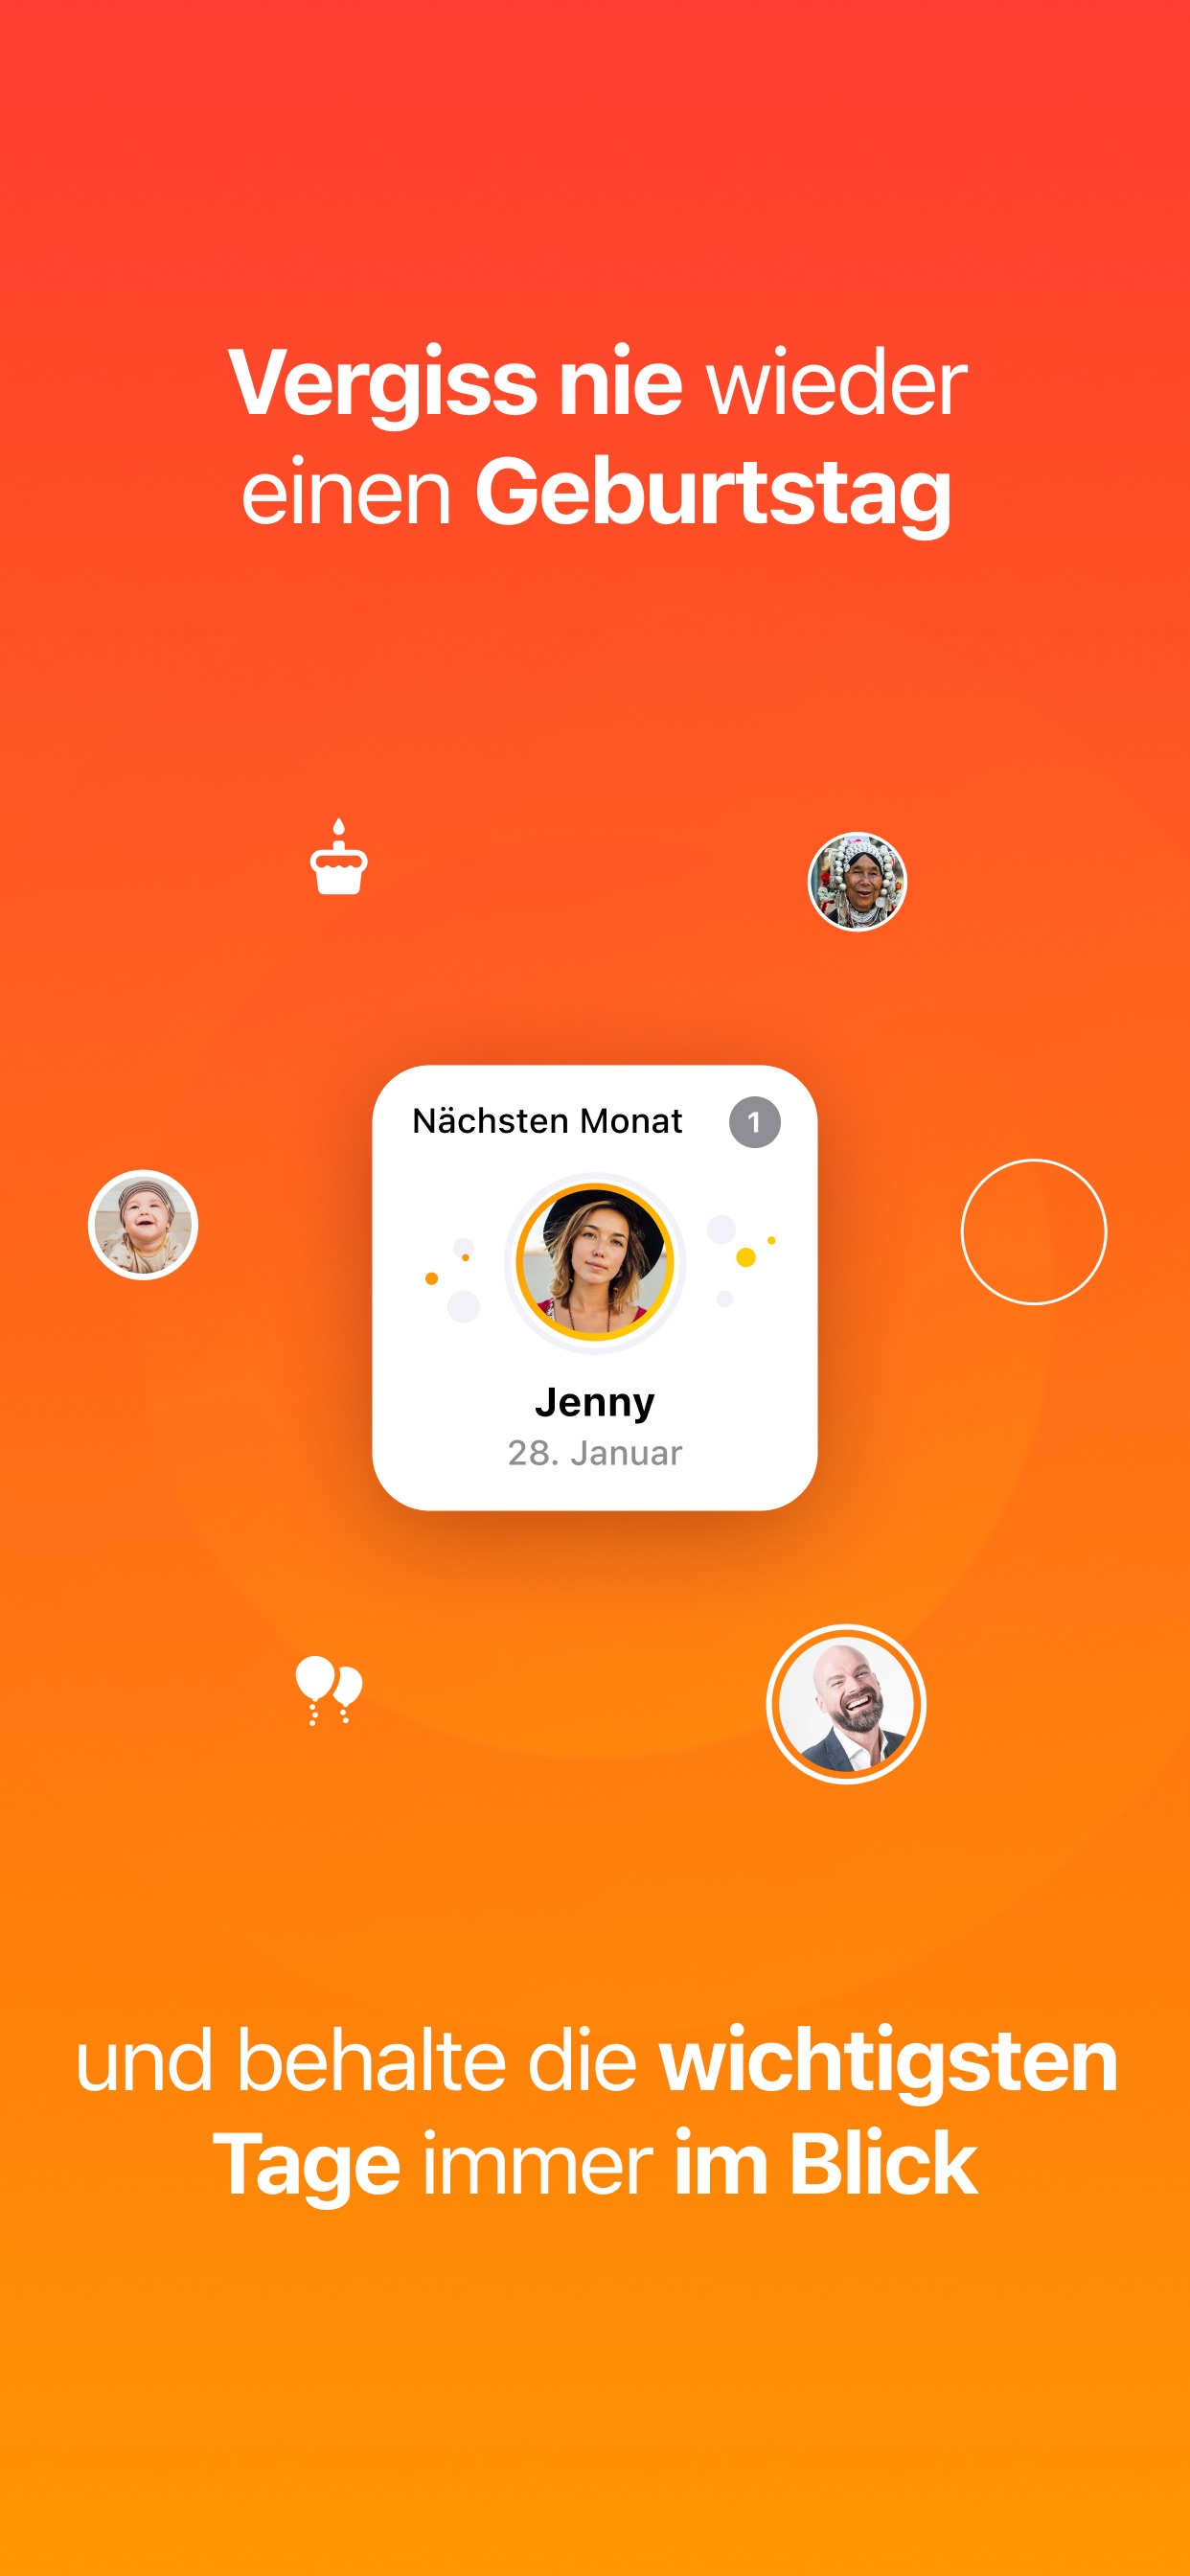 Vergiss nie wieder
einen Geburtstag
Nächsten Monat 1
Jenny
28. Januar
und behalte die wichtigsten
Tage immer im Blick